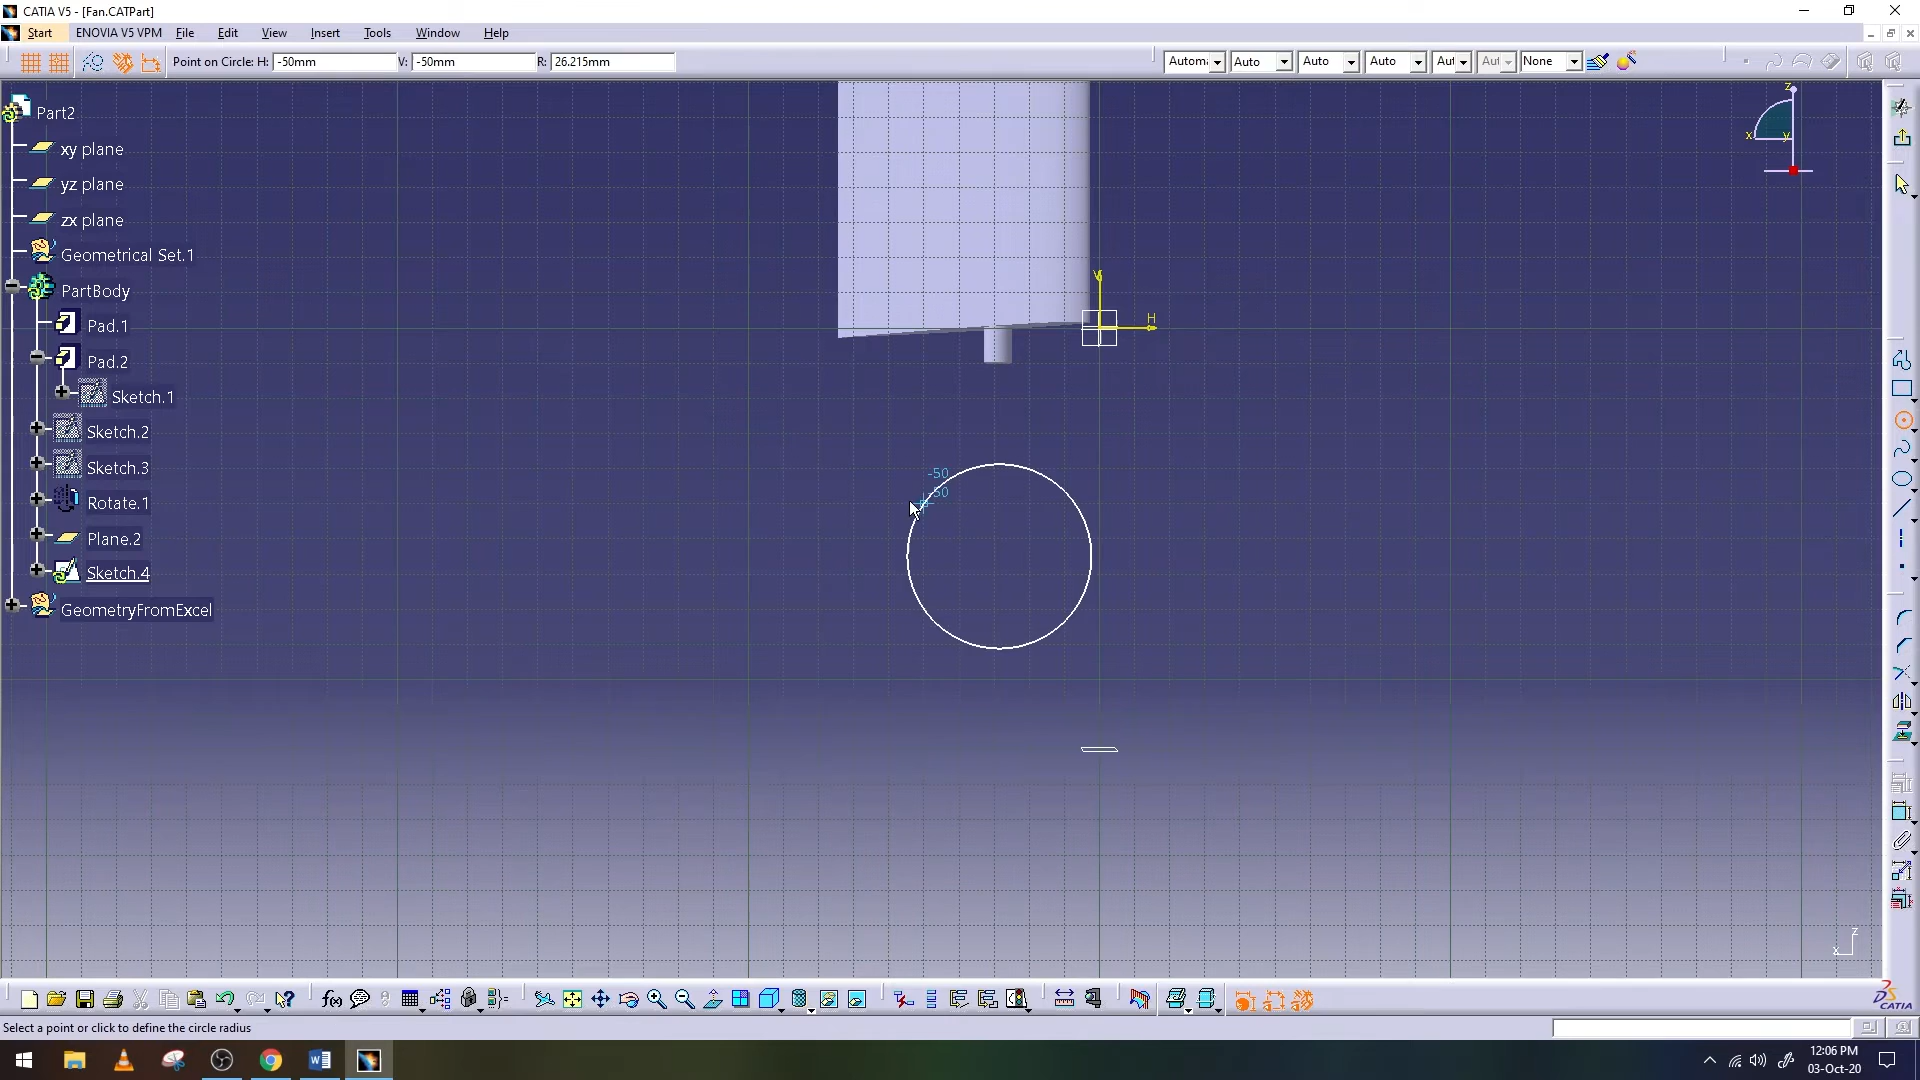 CATIA V5 - [Fan.CATPart]
Start ENOVIA V5 VPM File Edit View Insert Tools Window Help
Point on Circle: H: -50mm V: -50mm R: 26.215mm Auto Auto Auto None
Part2
xy plane
yz plane
zx plane
Geometrical Set.1
PartBody
Pad.1
Pad.2
Sketch.1
Sketch.2
Sketch.3
Rotate.1
Plane.2
Sketch.4
GeometryFromExcel
z
x y
V
H
-50
-50
z
x
CATIA
Select a point or click to define the circle radius
12:06 PM
03-Oct-20